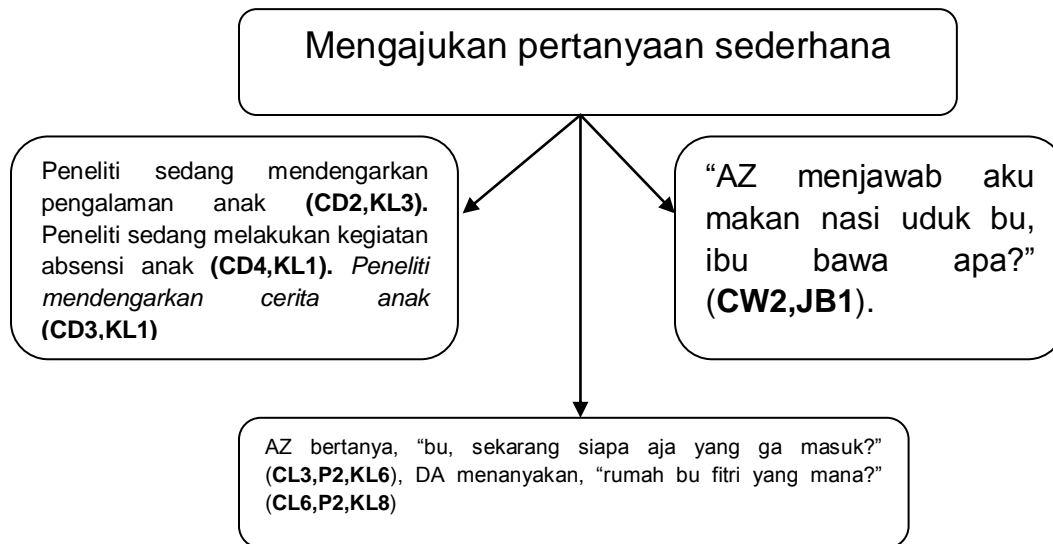 Mengajukan pertanyaan sederhana
Peneliti sedang mendengarkan
pengalaman anak (CD2,KL3).
Peneliti sedang melakukan kegiatan
absensi anak (CD4,KL1). Peneliti
mendengarkan cerita anak
(CD3,KL1)
“AZ menjawab aku
makan nasi uduk bu,
ibu bawa apa?”
(CW2,JB1).
AZ bertanya, “bu, sekarang siapa aja yang ga masuk?”
(CL3,P2,KL6), DA menanyakan, “rumah bu fitri yang mana?”
(CL6,P2,KL8)